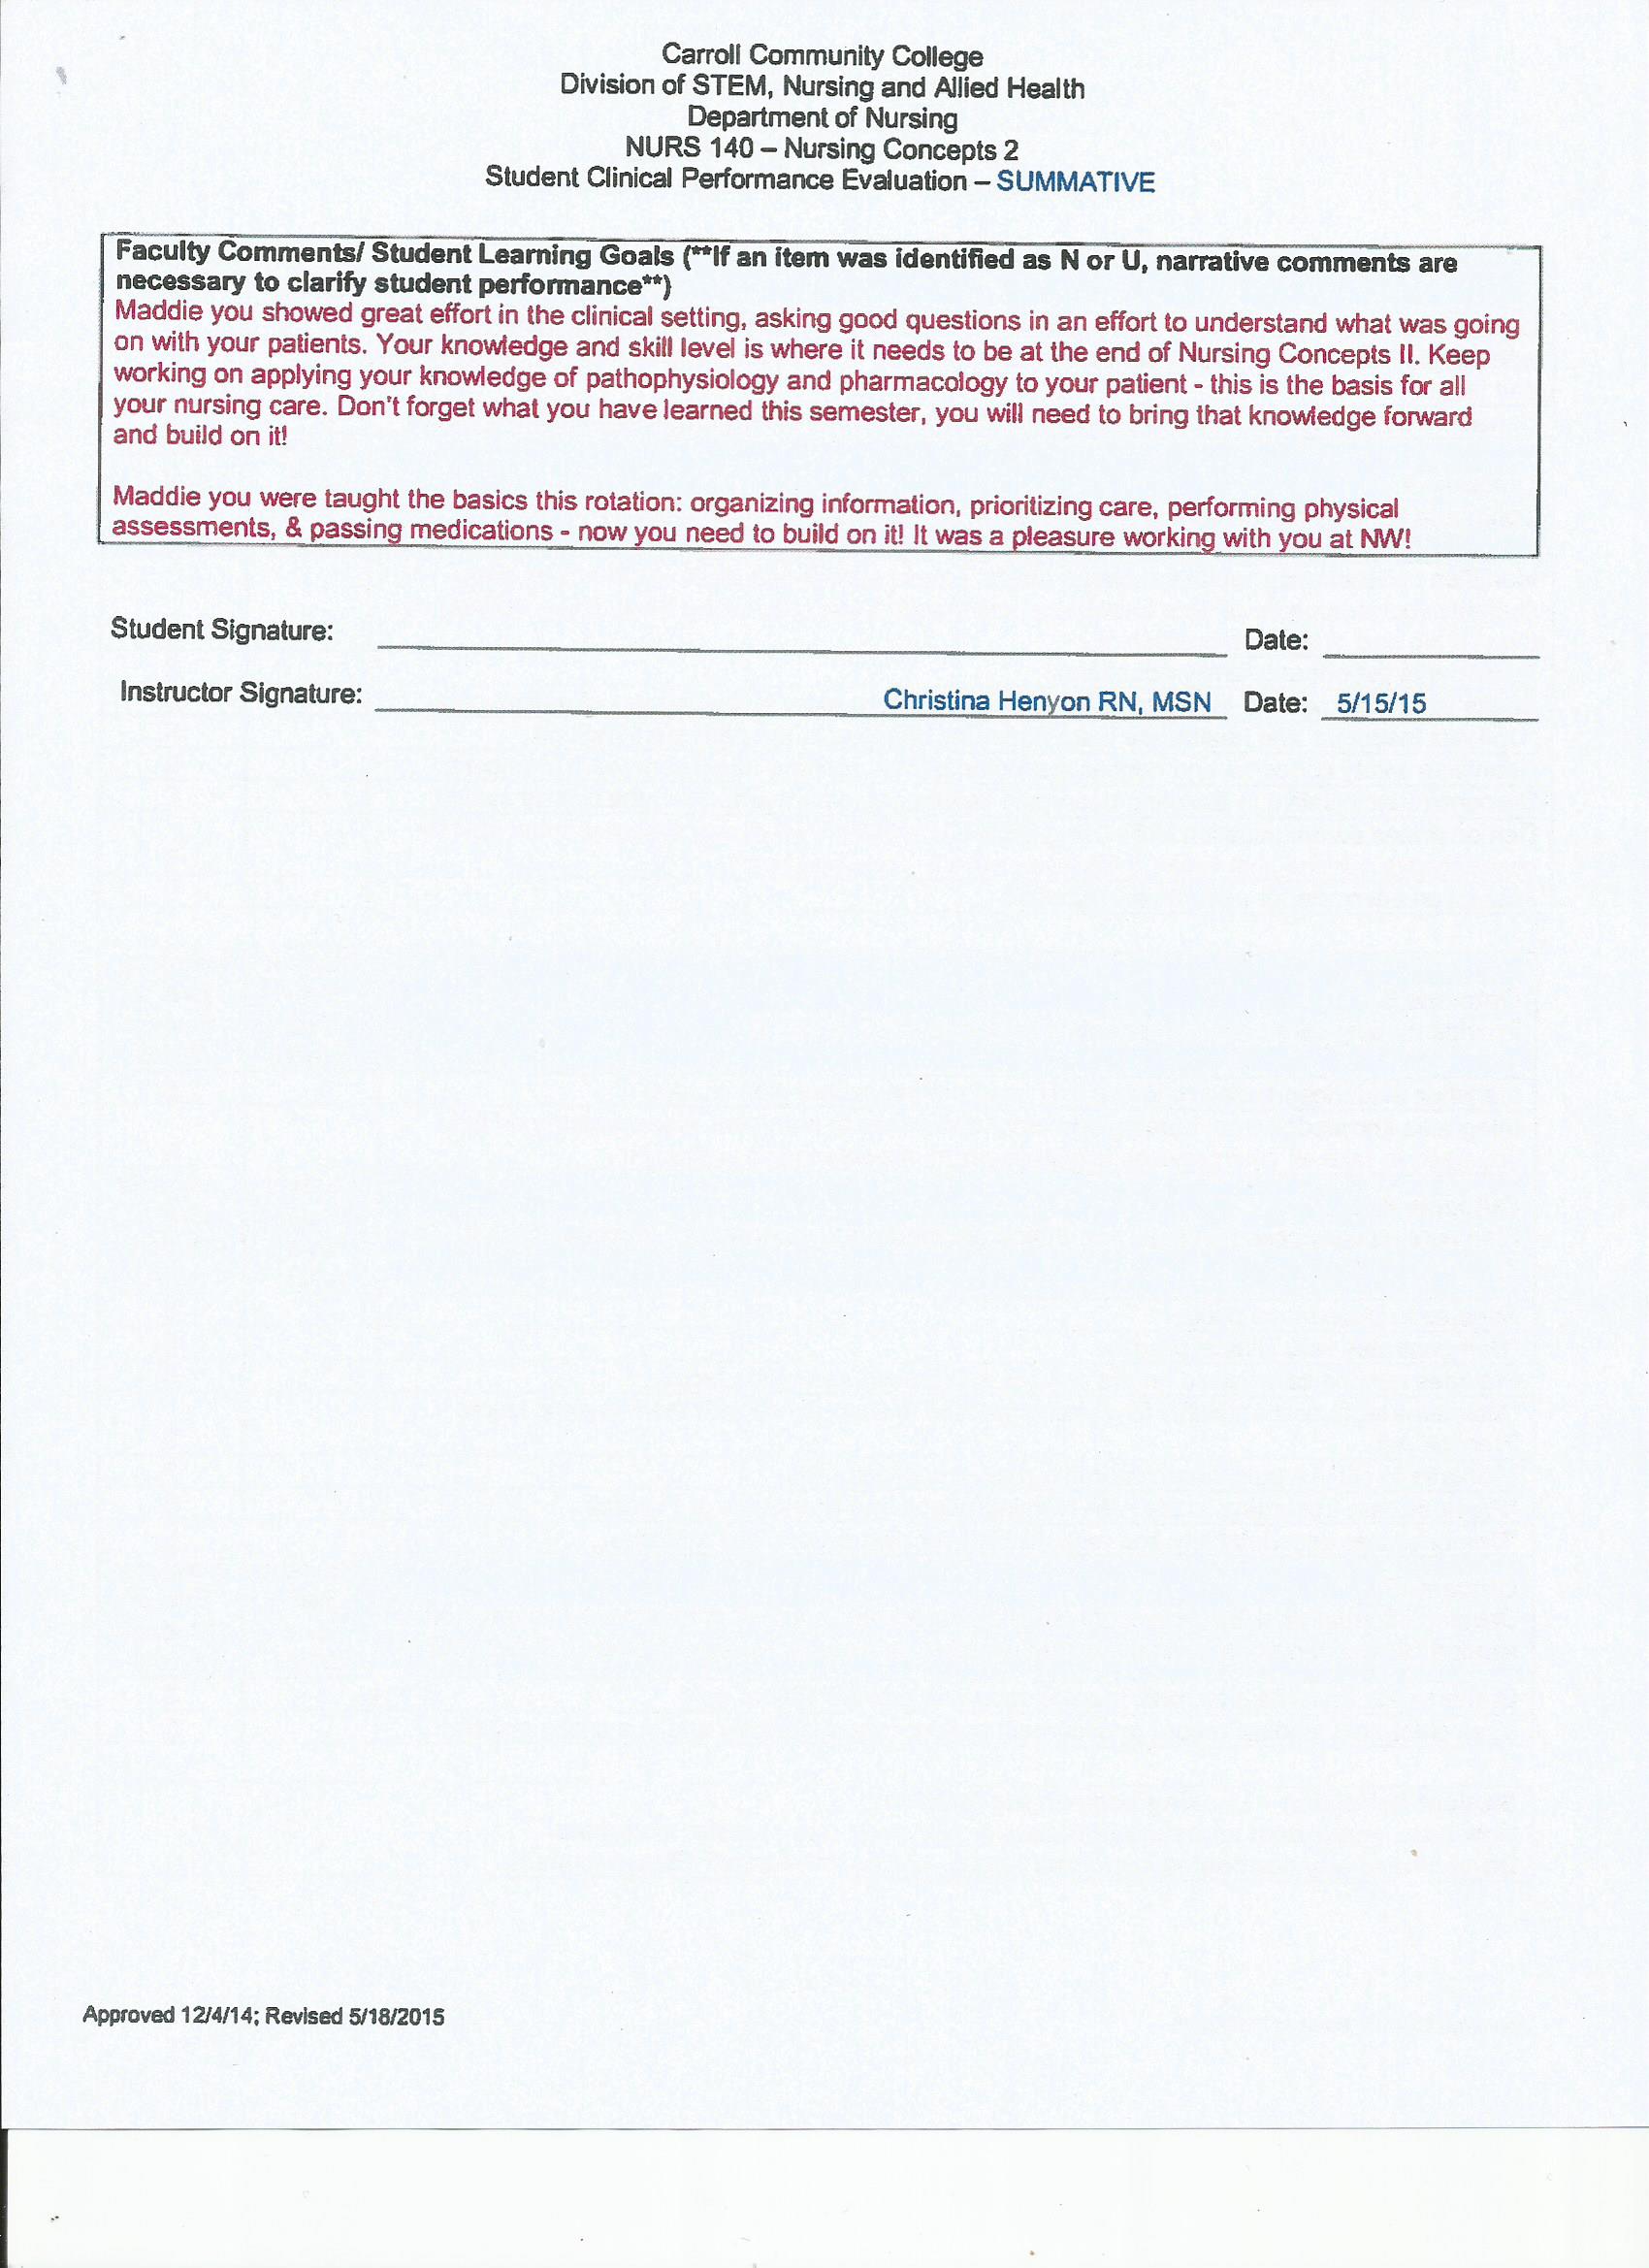 Carroll Community College
Division of STEM, Nursing and Allied Health
Department of Nursing
NURS 140 – Nursing Concepts 2
Student Clinical Performance Evaluation – SUMMATIVE
Faculty Comments/ Student Learning Goals (**If an item was identified as N or U, narrative comments are
necessary to clarify student performance**)
Maddie you showed great effort in the clinical setting, asking good questions in an effort to understand what was going
on with your patients. Your knowledge and skill level is where it needs to be at the end of Nursing Concepts II. Keep
working on applying your knowledge of pathophysiology and pharmacology to your patient - this is the basis for all
your nursing care. Don't forget what you have learned this semester, you will need to bring that knowledge forward
and build on it!
Maddie you were taught the basics this rotation: organizing information, prioritizing care, performing physical
assessments, & passing medications - now you need to build on it! It was a pleasure working with you at NW!
Student Signature: Date:
Instructor Signature: Christina Henyon RN, MSN Date: 5/15/15
Approved 12/4/14; Revised 5/18/2015